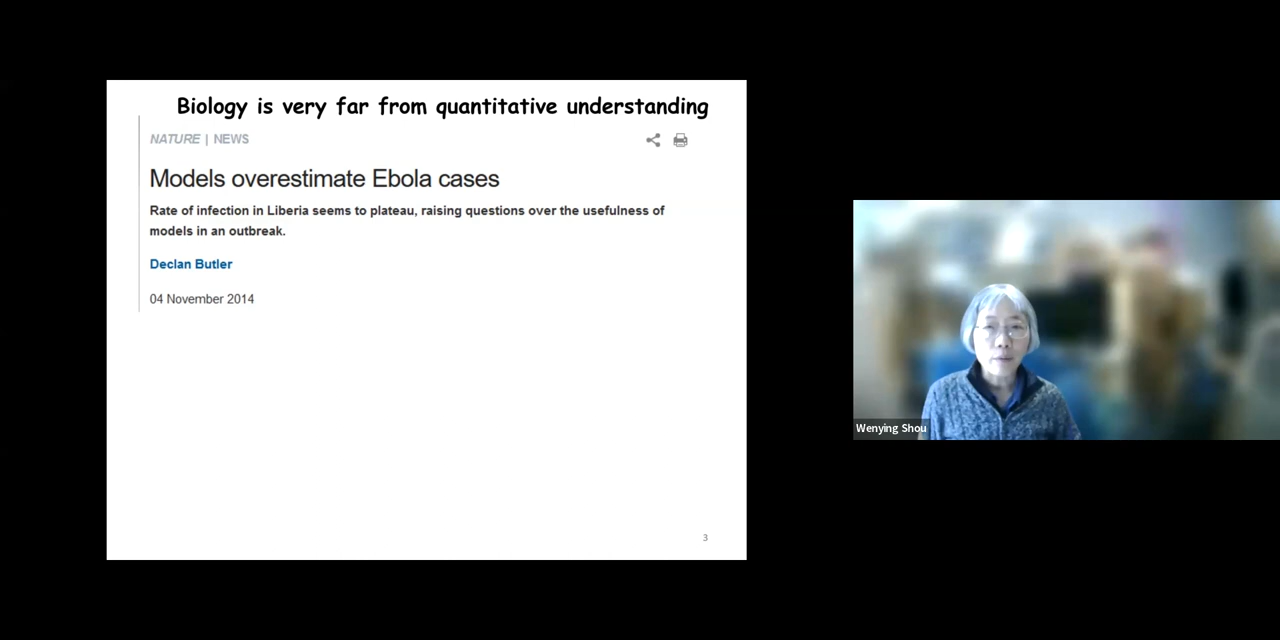 Biology is very far from quantitative understanding
NATURE | NEWS
Models overestimate Ebola cases
Rate of infection in Liberia seems to plateau, raising questions over the usefulness of
models in an outbreak.
Declan Butler
04 November 2014
3
Wenying Shou